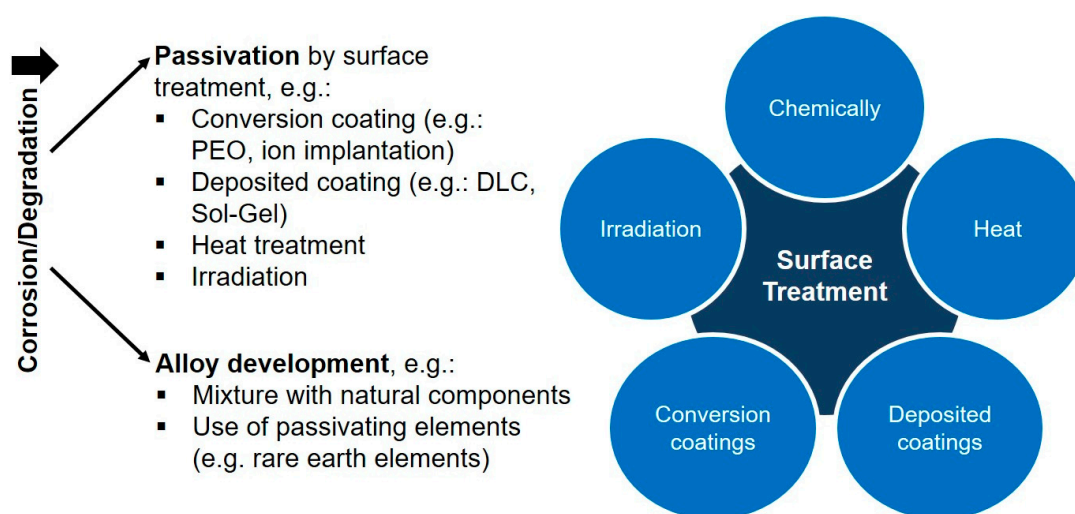 Corrosion/Degradation
Passivation by surface
treatment, e.g.:
▪ Conversion coating (e.g.:
PEO, ion implantation)
▪ Deposited coating (e.g.: DLC,
Sol-Gel)
▪ Heat treatment
▪ Irradiation
Alloy development, e.g.:
▪ Mixture with natural components
▪ Use of passivating elements
(e.g. rare earth elements)
Chemically
Irradiation
Heat
Surface
Treatment
Conversion
coatings
Deposited
coatings